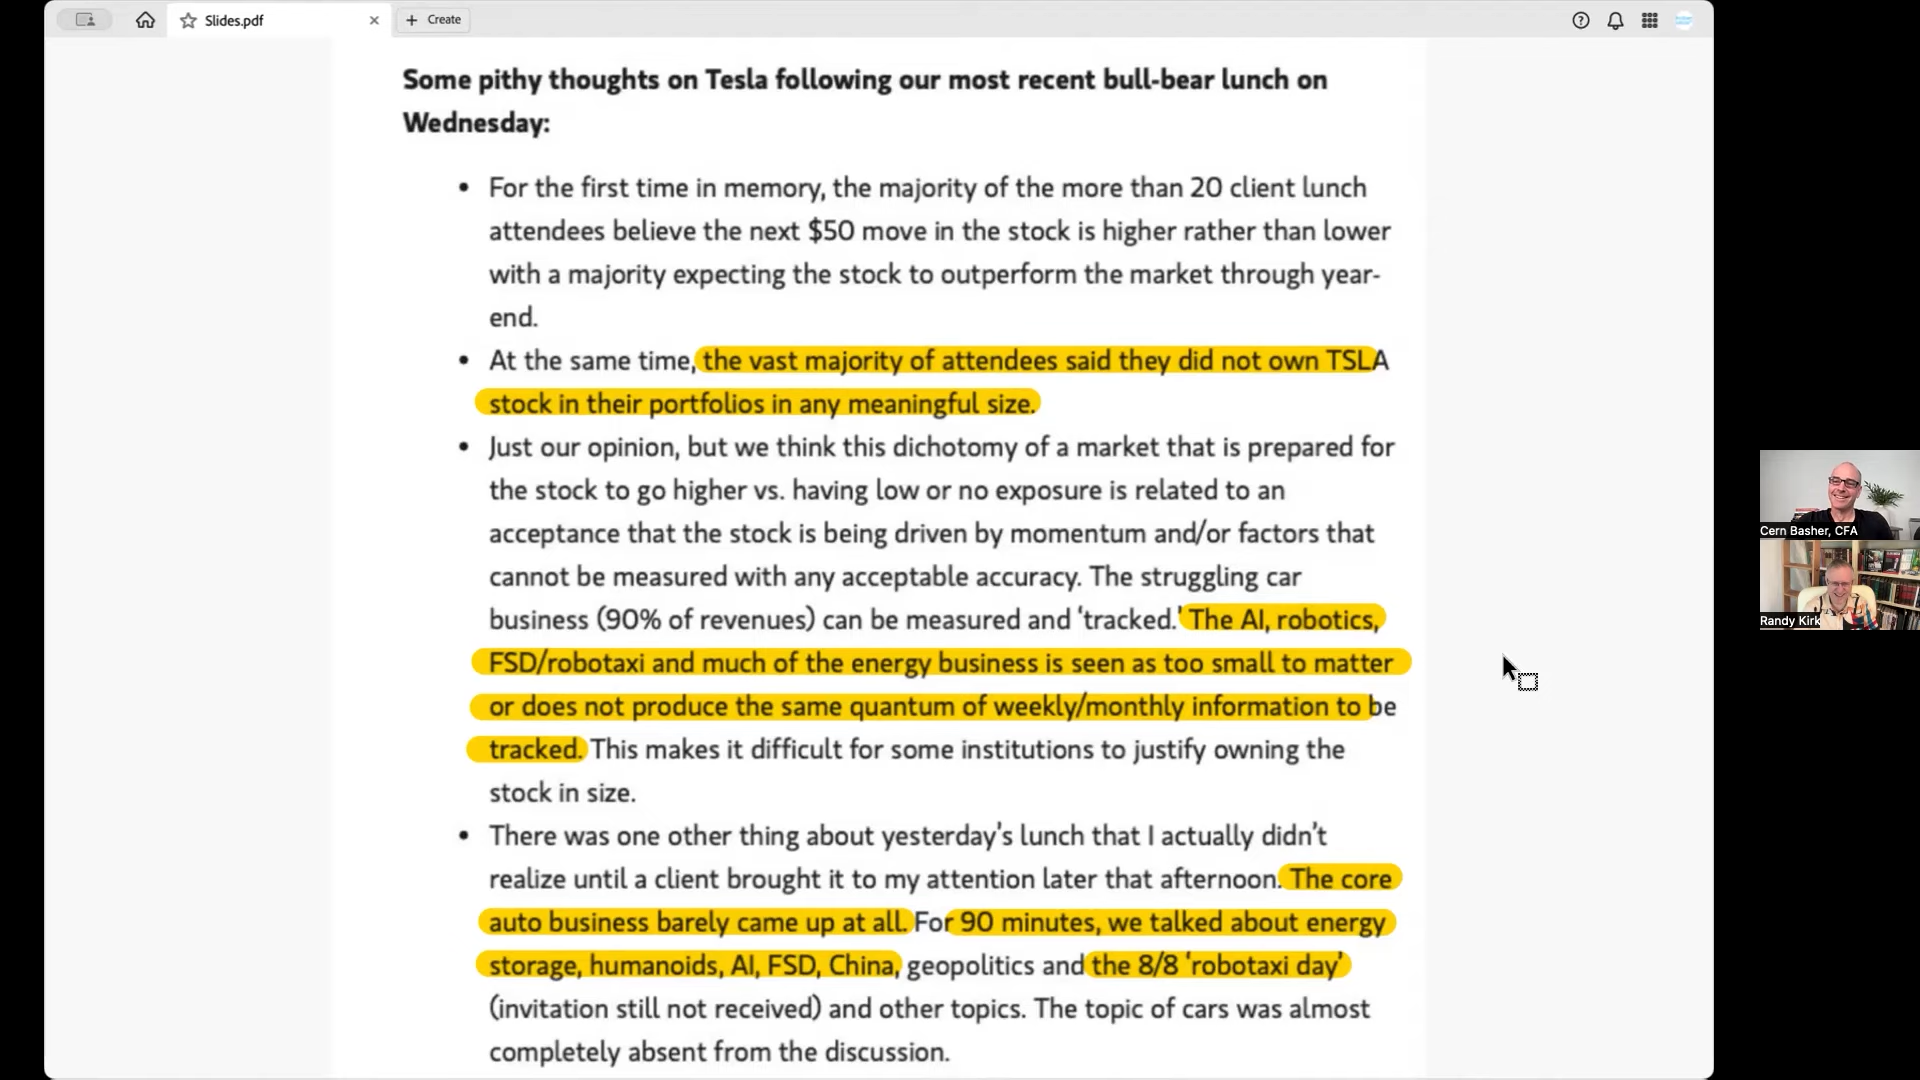 Slides.pdf
Create
Some pithy thoughts on Tesla following our most recent bull-bear lunch on
Wednesday:
• For the first time in memory, the majority of the more than 20 client lunch
attendees believe the next $50 move in the stock is higher rather than lower
with a majority expecting the stock to outperform the market through year-
end.
• At the same time, the vast majority of attendees said they did not own TSLA
stock in their portfolios in any meaningful size.
• Just our opinion, but we think this dichotomy of a market that is prepared for
the stock to go higher vs. having low or no exposure is related to an
acceptance that the stock is being driven by momentum and/or factors that
cannot be measured with any acceptable accuracy. The struggling car
business (90% of revenues) can be measured and ‘tracked.’ The AI, robotics,
FSD/robotaxi and much of the energy business is seen as too small to matter
or does not produce the same quantum of weekly/monthly information to be
tracked. This makes it difficult for some institutions to justify owning the
stock in size.
• There was one other thing about yesterday’s lunch that I actually didn’t
realize until a client brought it to my attention later that afternoon. The core
auto business barely came up at all. For 90 minutes, we talked about energy
storage, humanoids, AI, FSD, China, geopolitics and the 8/8 ‘robotaxi day’
(invitation still not received) and other topics. The topic of cars was almost
completely absent from the discussion.
Cern Basher, CFA
Randy Kirk